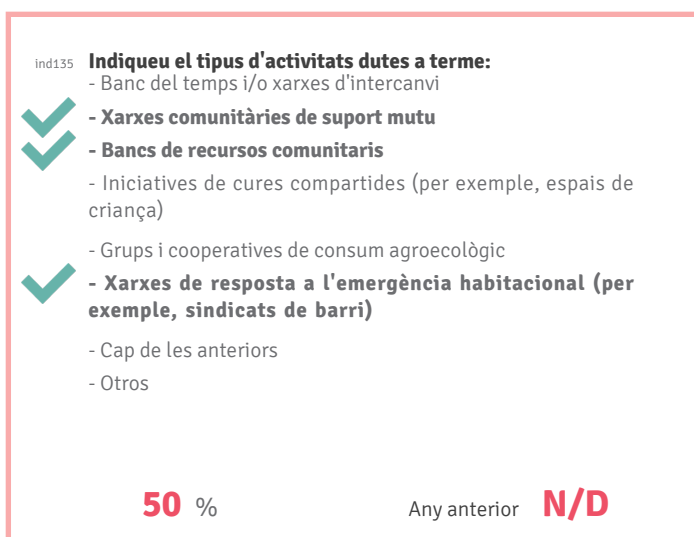 ind135 Indiqueu el tipus d'activitats dutes a terme:
- Banc del temps i/o xarxes d'intercanvi
- Xarxes comunitàries de suport mutu
- Bancs de recursos comunitaris
- Iniciatives de cures compartides (per exemple, espais de
criança)
- Grups i cooperatives de consum agroecològic
- Xarxes de resposta a l'emergència habitacional (per
exemple, sindicats de barri)
- Cap de les anteriors
- Otros
50 % Any anterior N/D